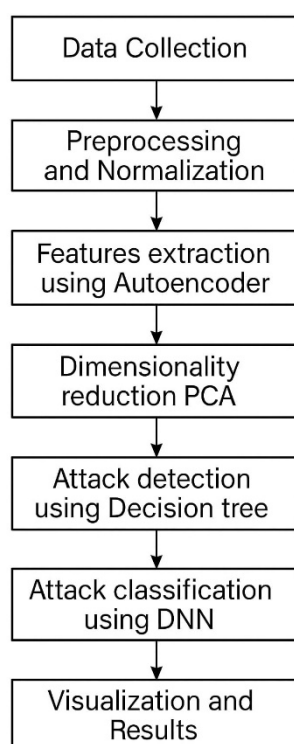 Data Collection
Preprocessing
and Normalization
Features extraction
using Autoencoder
Dimensionality
reduction PCA
Attack detection
using Decision tree
Attack classification
using DNN
Visualization and
Results